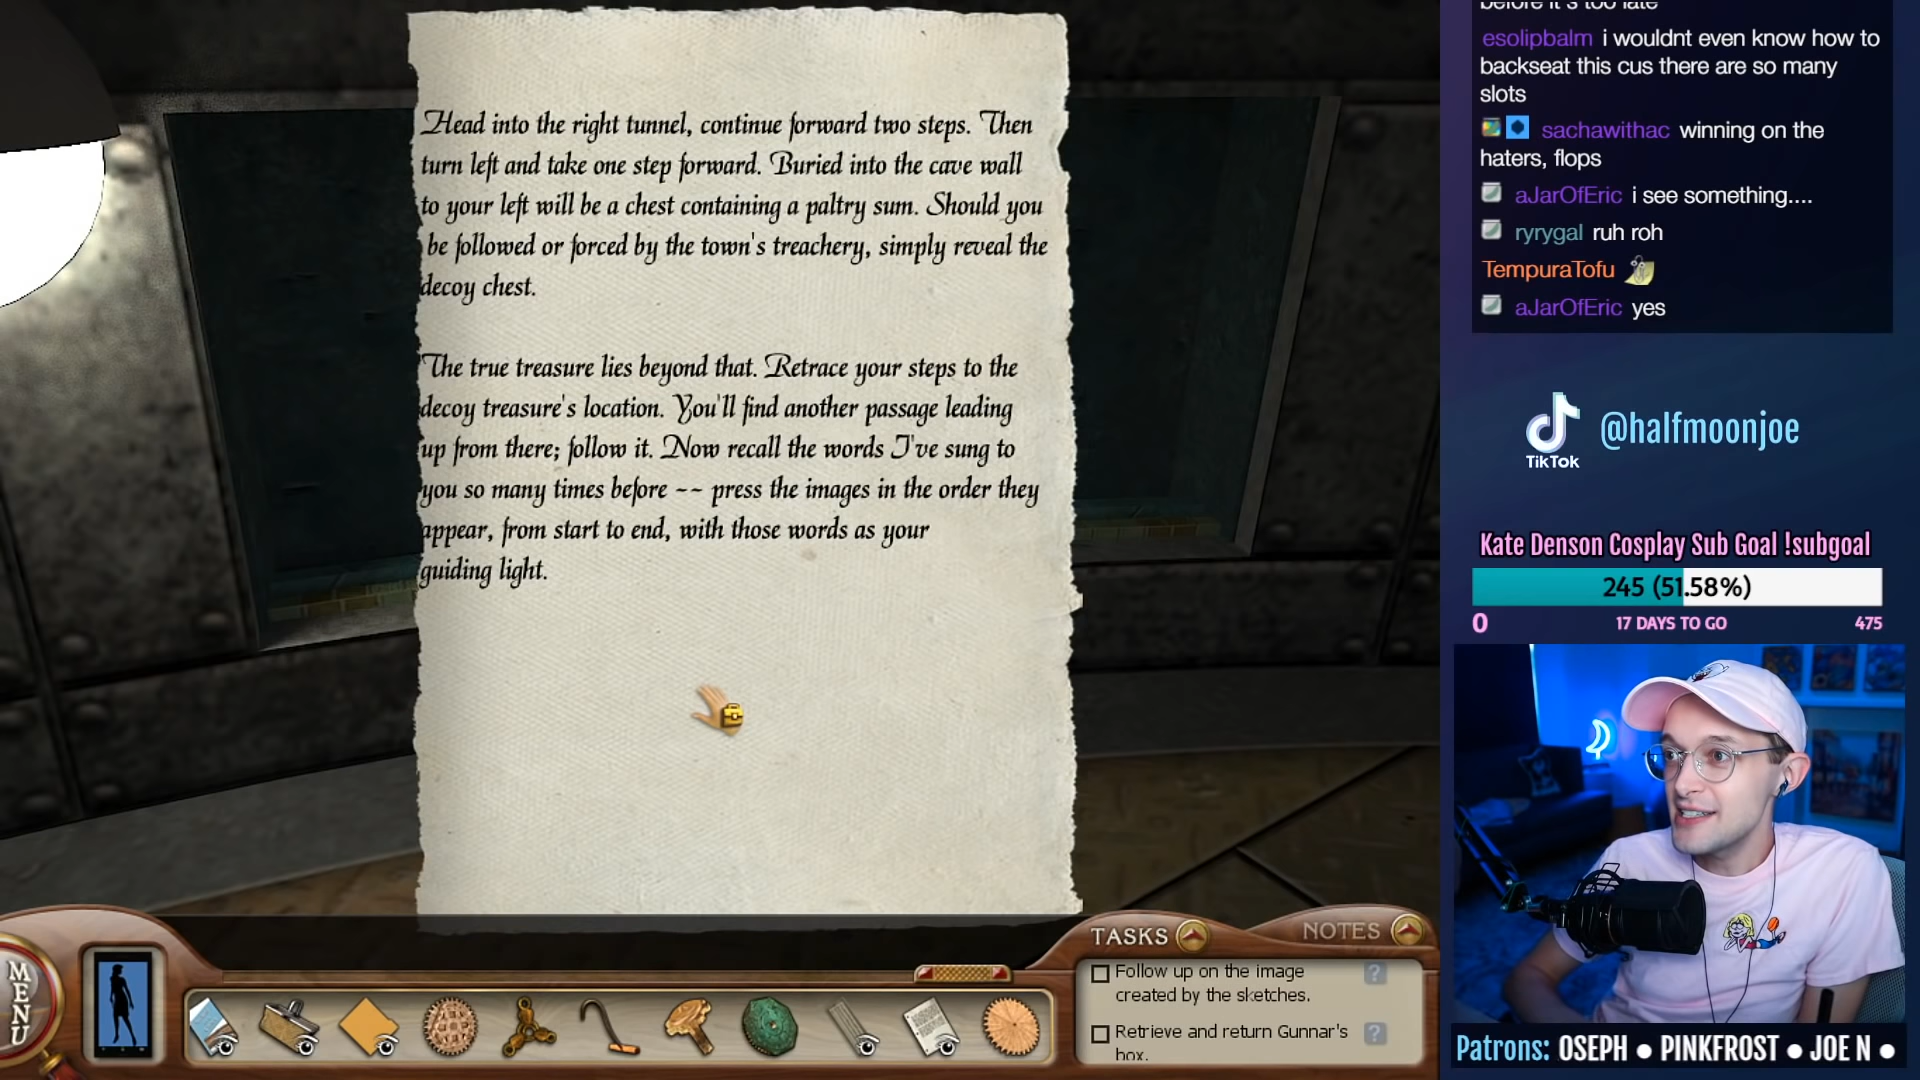 Head into the right tunnel, continue forward two steps. Then
turn left and take one step forward. Buried into the cave wall
to your left will be a chest containing a paltry sum. Should you
be followed or forced by the town's treachery, simply reveal the
decoy chest.
The true treasure lies beyond that. Retrace your steps to the
decoy treasure's location. You'll find another passage leading
up from there; follow it. Now recall the words I've sung to
you so many times before -- press the images in the order they
appear, from start to end, with those words as your
guiding light.
MENU
TASKS
NOTES
Follow up on the image
created by the sketches.
?
Retrieve and return Gunnar's
box.
?
before it's too late
esolipbalm i wouldnt even know how to
backseat this cus there are so many
slots
sachawithac winning on the
haters, flops
aJarOfEric i see something....
ryrygal ruh roh
TempuraTofu
aJarOfEric yes
TikTok
@halfmoonjoe
Kate Denson Cosplay Sub Goal !subgoal
245 (51.58%)
0 17 DAYS TO GO 475
Patrons: OSEPH ● PINKFROST ● JOE N ●